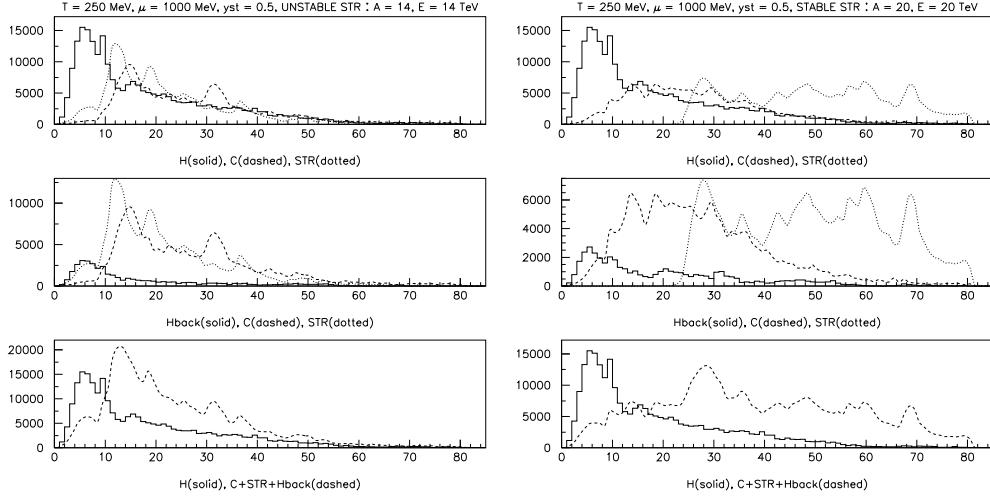 T = 250 MeV, μ = 1000 MeV, yst = 0.5, UNSTABLE STR : A = 14, E = 14 TeV
15000
10000
5000
0
0 10 20 30 40 50 60 70 80
H(solid), C(dashed), STR(dotted)
10000
5000
0
0 10 20 30 40 50 60 70 80
Hback(solid), C(dashed), STR(dotted)
20000
15000
10000
5000
0
0 10 20 30 40 50 60 70 80
H(solid), C+STR+Hback(dashed)
T = 250 MeV, μ = 1000 MeV, yst = 0.5, STABLE STR : A = 20, E = 20 TeV
15000
10000
5000
0
0 10 20 30 40 50 60 70 80
H(solid), C(dashed), STR(dotted)
6000
4000
2000
0
0 10 20 30 40 50 60 70 80
Hback(solid), C(dashed), STR(dotted)
15000
10000
5000
0
0 10 20 30 40 50 60 70 80
H(solid), C+STR+Hback(dashed)